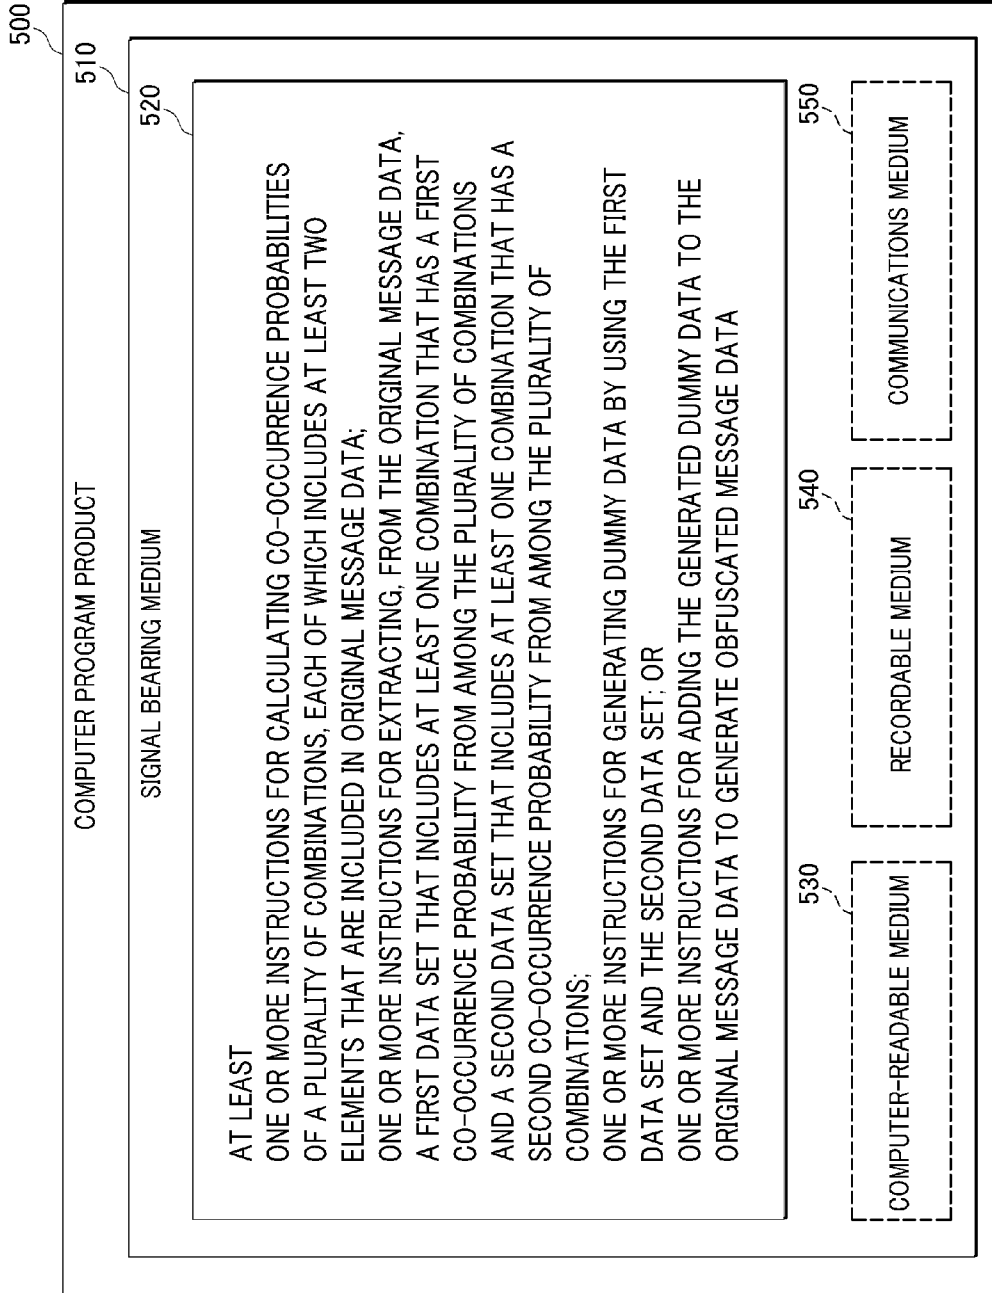 500
COMPUTER PROGRAM PRODUCT
510
SIGNAL BEARING MEDIUM
520
AT LEAST
ONE OR MORE INSTRUCTIONS FOR CALCULATING CO-OCCURRENCE PROBABILITIES
OF A PLURALITY OF COMBINATIONS, EACH OF WHICH INCLUDES AT LEAST TWO
ELEMENTS THAT ARE INCLUDED IN ORIGINAL MESSAGE DATA;
ONE OR MORE INSTRUCTIONS FOR EXTRACTING, FROM THE ORIGINAL MESSAGE DATA,
A FIRST DATA SET THAT INCLUDES AT LEAST ONE COMBINATION THAT HAS A FIRST
CO-OCCURRENCE PROBABILITY FROM AMONG THE PLURALITY OF COMBINATIONS
AND A SECOND DATA SET THAT INCLUDES AT LEAST ONE COMBINATION THAT HAS A
SECOND CO-OCCURRENCE PROBABILITY FROM AMONG THE PLURALITY OF
COMBINATIONS;
ONE OR MORE INSTRUCTIONS FOR GENERATING DUMMY DATA BY USING THE FIRST
DATA SET AND THE SECOND DATA SET; OR
ONE OR MORE INSTRUCTIONS FOR ADDING THE GENERATED DUMMY DATA TO THE
ORIGINAL MESSAGE DATA TO GENERATE OBFUSCATED MESSAGE DATA
530
COMPUTER-READABLE MEDIUM
540
RECORDABLE MEDIUM
550
COMMUNICATIONS MEDIUM